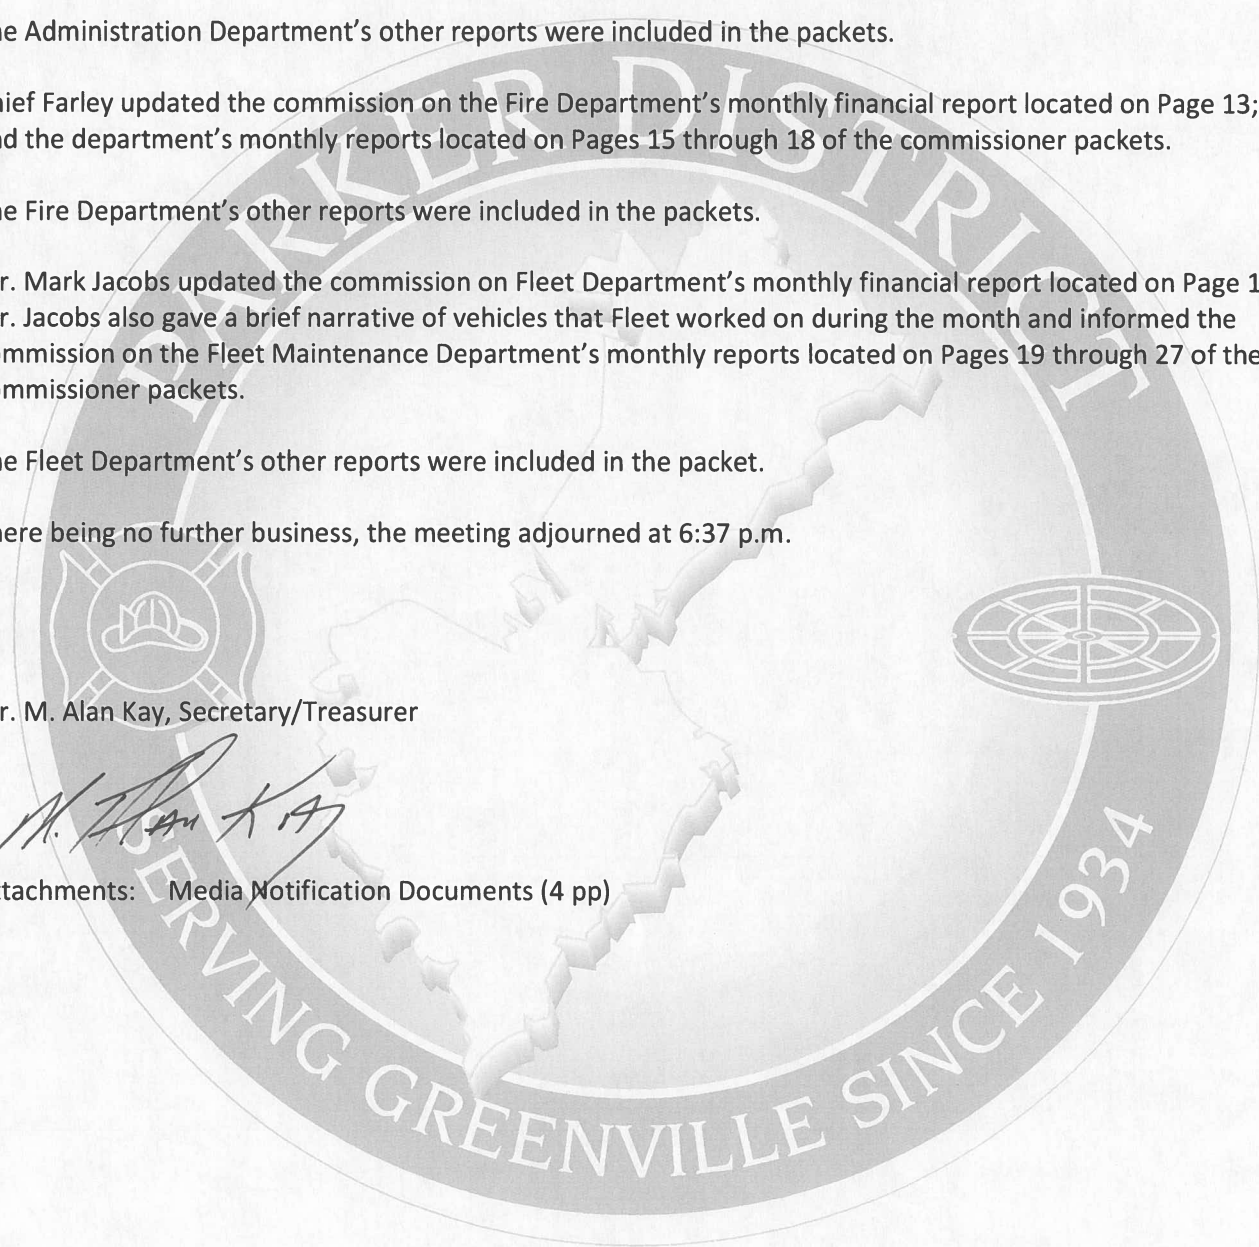 e Administration Department's other reports were included in the packets.
ief Farley updated the commission on the Fire Department's monthly financial report located on Page 13;
d the department's monthly reports located on Pages 15 through 18 of the commissioner packets.
e Fire Department's other reports were included in the packets.
r. Mark Jacobs updated the commission on Fleet Department's monthly financial report located on Page 1
r. Jacobs also gave a brief narrative of vehicles that Fleet worked on during the month and informed the
mmission on the Fleet Maintenance Department's monthly reports located on Pages 19 through 27 of the
mmissioner packets.
e Fleet Department's other reports were included in the packet.
ere being no further business, the meeting adjourned at 6:37 p.m.
r. M. Alan Kay, Secretary/Treasurer
M. Alan Kay
tachments: Media Notification Documents (4 pp)
PARKER DISTRICT
SERVING GREENVILLE SINCE 1934